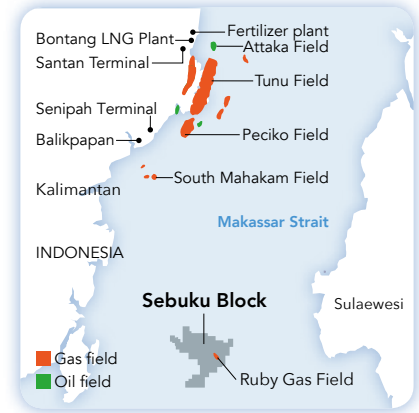 Fertilizer plant
Bontang LNG Plant
Attaka Field
Santan Terminal
Tunu Field
Senipah Terminal
Balikpapan
Peciko Field
South Mahakam Field
Kalimantan
Makassar Strait
INDONESIA
Sebuku Block
Sulaewesi
Gas field
Oil field
Ruby Gas Field